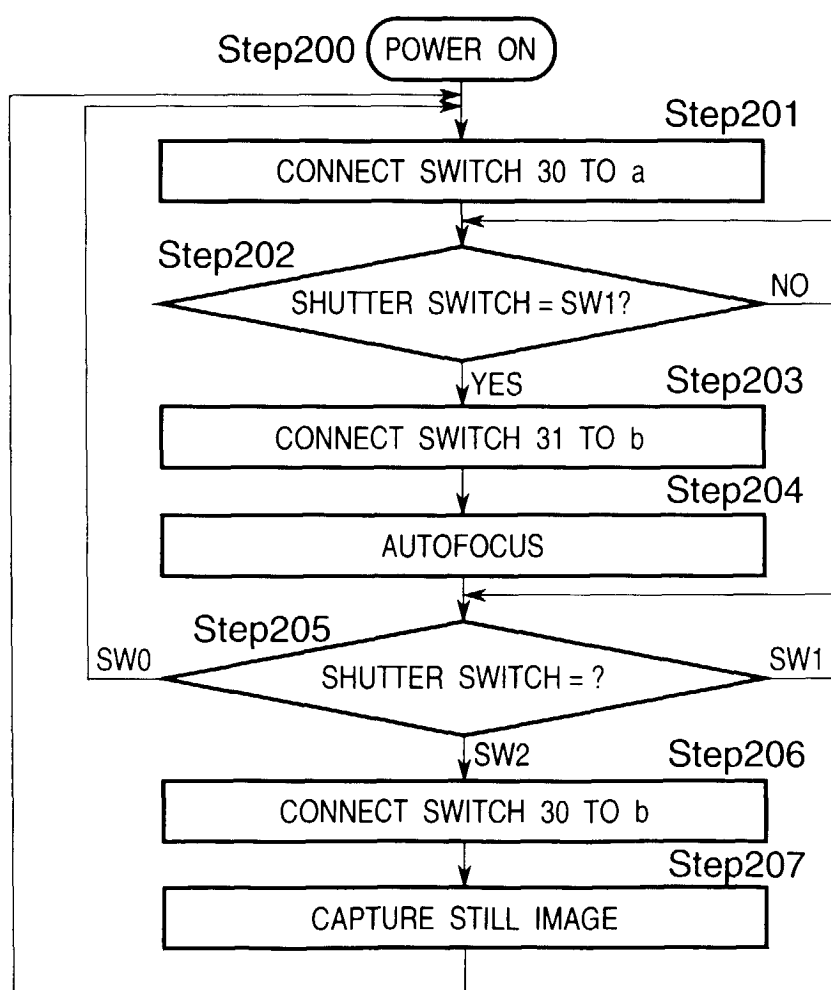 Step200
POWER ON
Step201
CONNECT SWITCH 30 TO a
Step202
SHUTTER SWITCH = SW1?
NO
YES
Step203
CONNECT SWITCH 31 TO b
Step204
AUTOFOCUS
Step205
SW0
SHUTTER SWITCH = ?
SW1
SW2
Step206
CONNECT SWITCH 30 TO b
Step207
CAPTURE STILL IMAGE